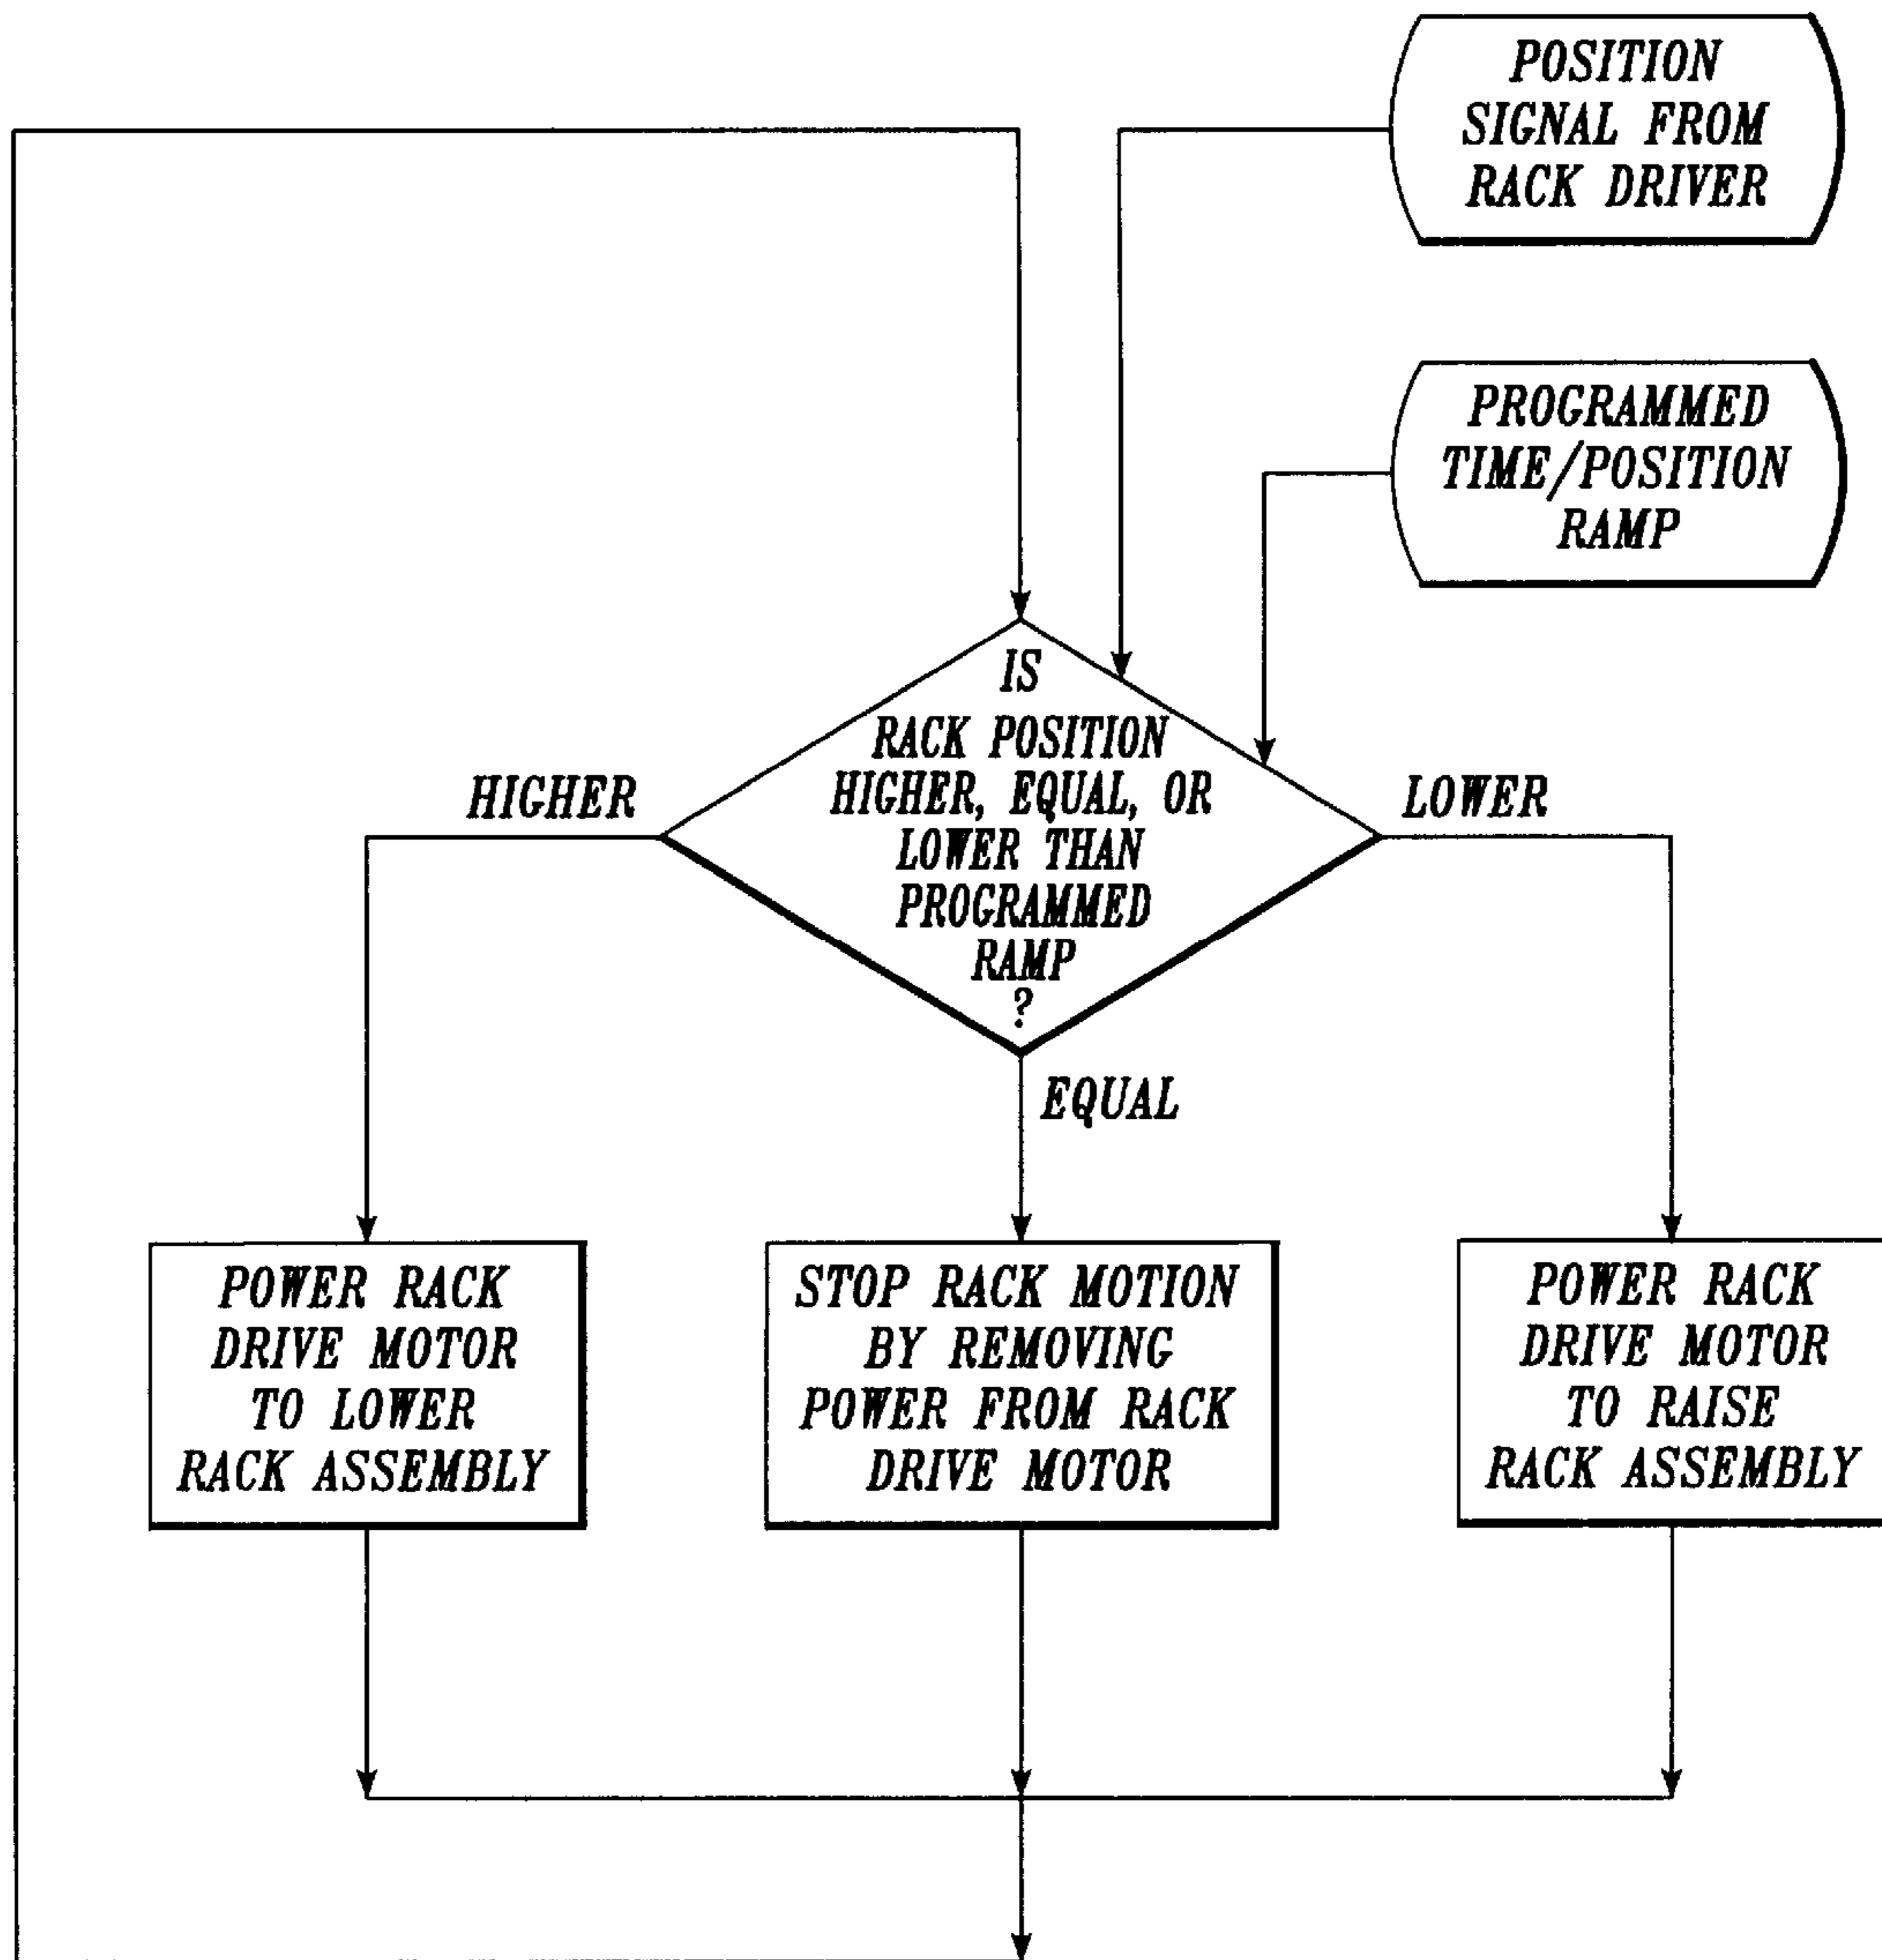 POSITION
SIGNAL FROM
RACK DRIVER
PROGRAMMED
TIME/POSITION
RAMP
IS
RACK POSITION
HIGHER, EQUAL, OR
LOWER THAN
PROGRAMMED
RAMP
?
HIGHER
LOWER
EQUAL
POWER RACK
DRIVE MOTOR
TO LOWER
RACK ASSEMBLY
STOP RACK MOTION
BY REMOVING
POWER FROM RACK
DRIVE MOTOR
POWER RACK
DRIVE MOTOR
TO RAISE
RACK ASSEMBLY